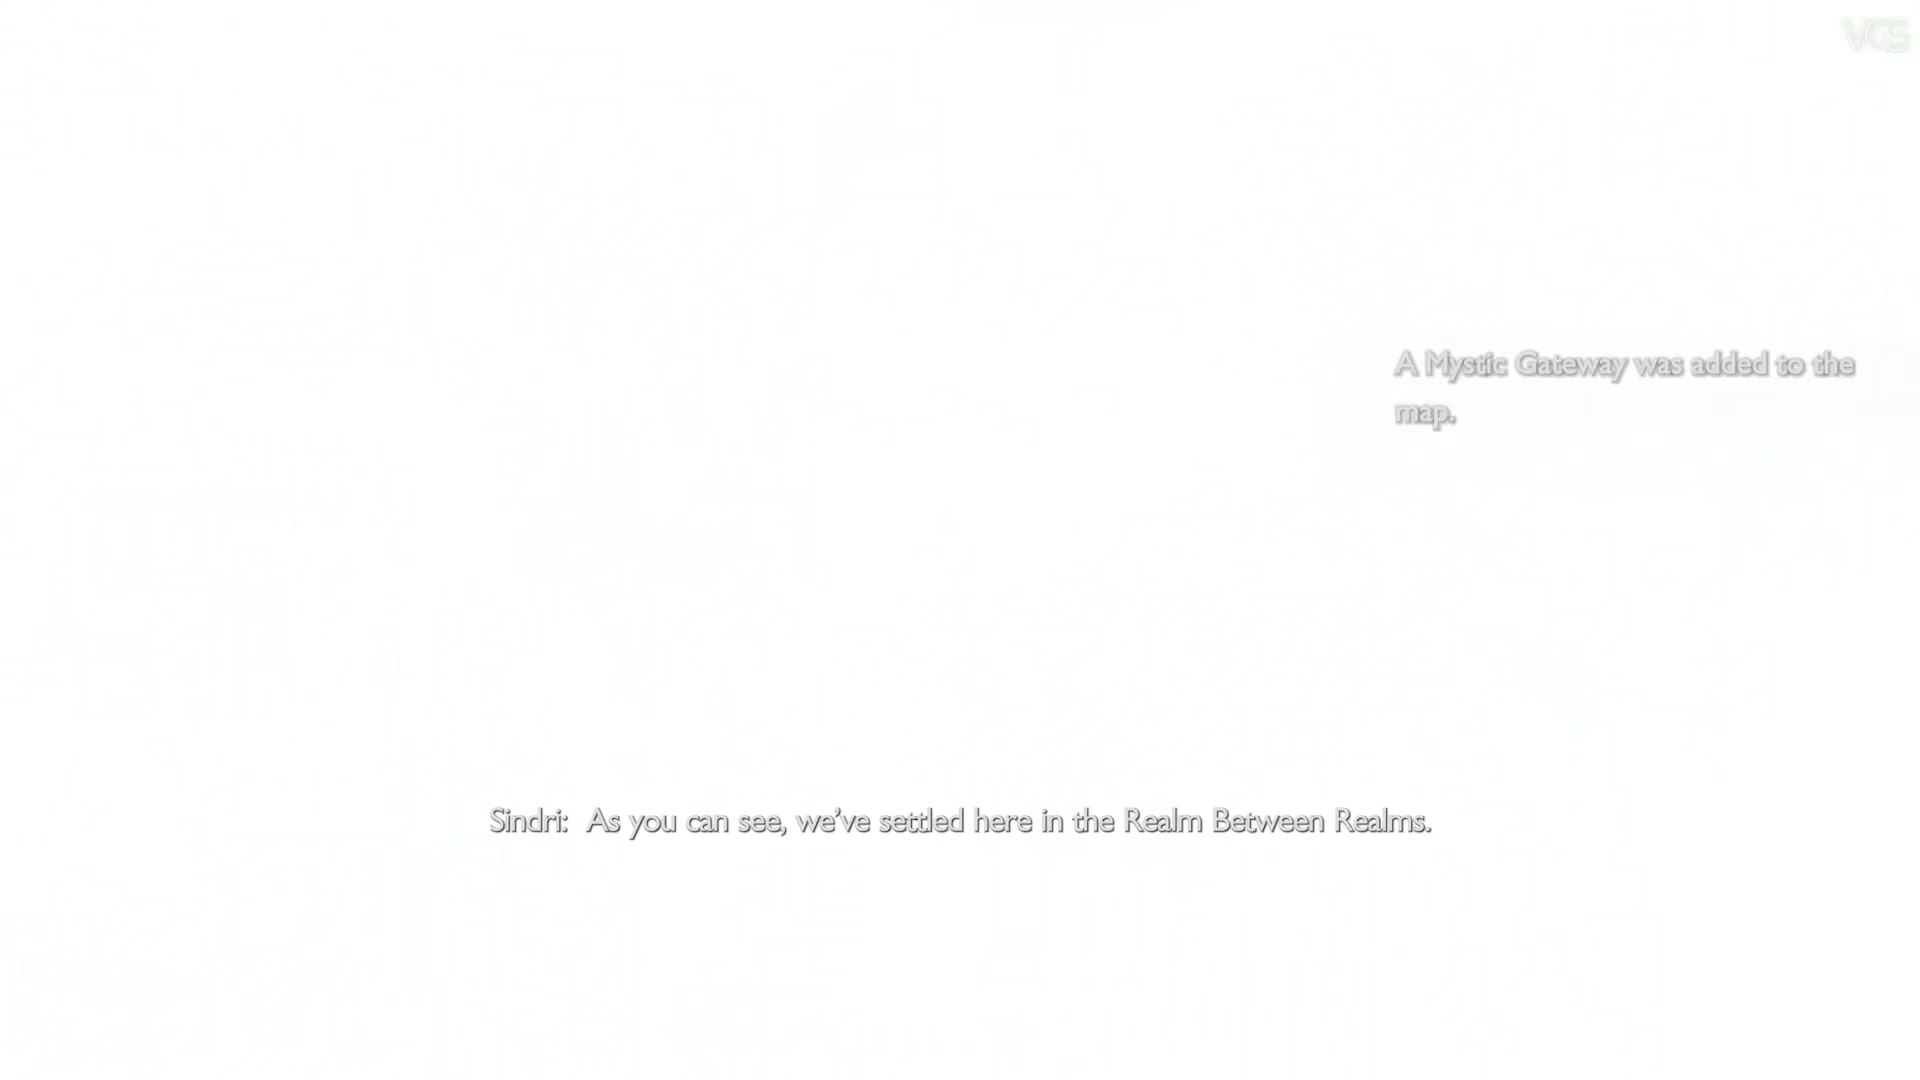 VGS
A Mystic Gateway was added to the
map.
Sindri: As you can see, we've settled here in the Realm Between Realms.